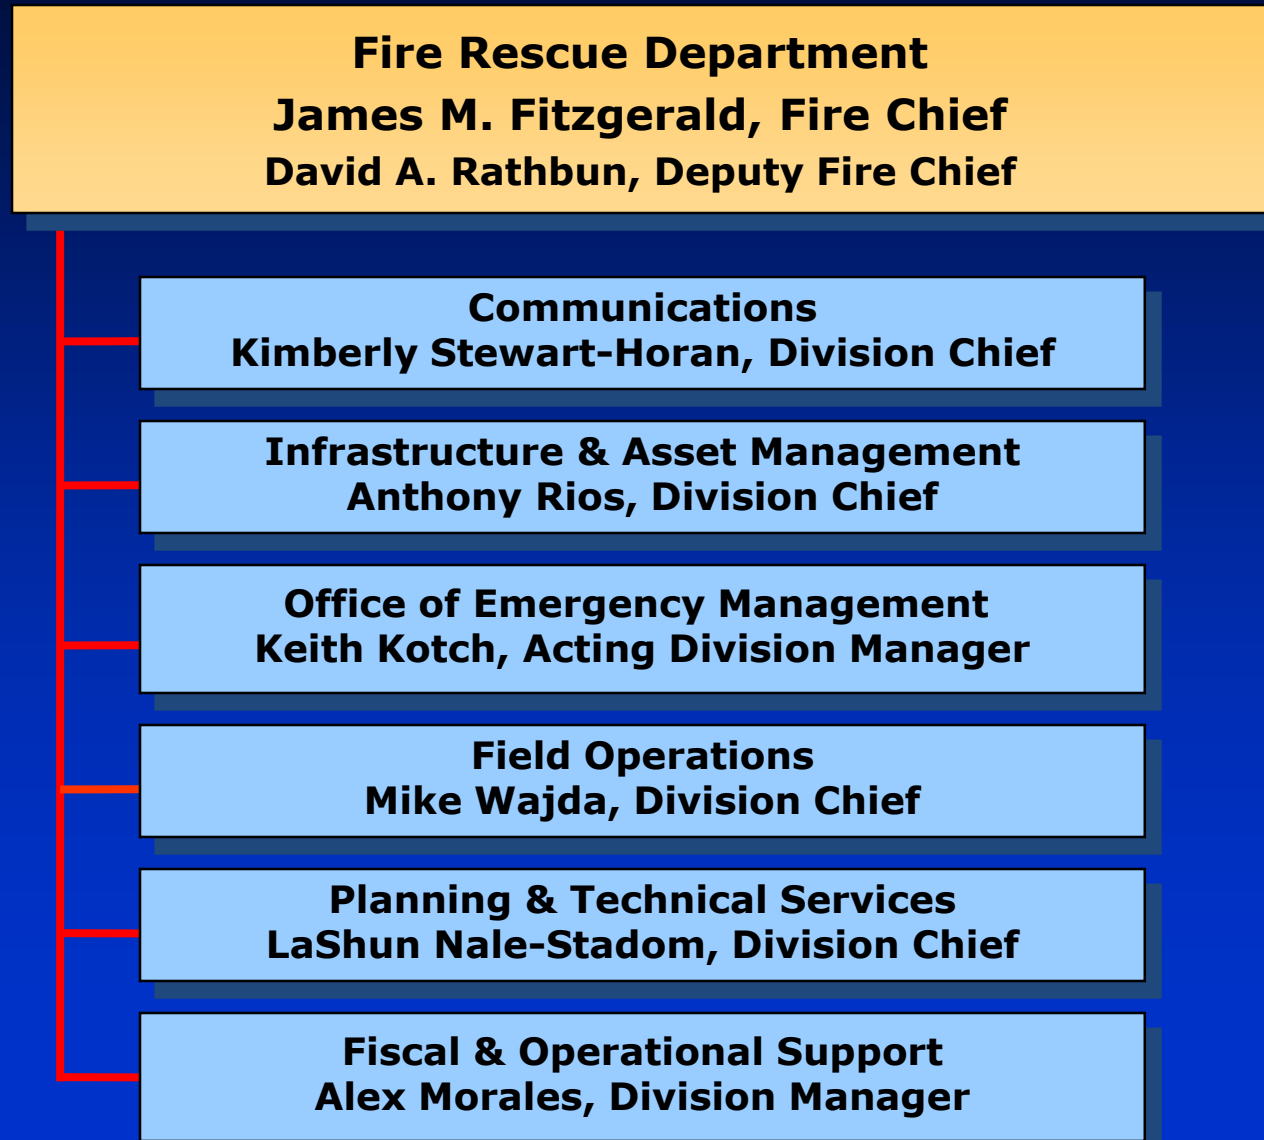 Fire Rescue Department
James M. Fitzgerald, Fire Chief
David A. Rathbun, Deputy Fire Chief
Communications
Kimberly Stewart-Horan, Division Chief
Infrastructure & Asset Management
Anthony Rios, Division Chief
Office of Emergency Management
Keith Kotch, Acting Division Manager
Field Operations
Mike Wajda, Division Chief
Planning & Technical Services
LaShun Nale-Stadom, Division Chief
Fiscal & Operational Support
Alex Morales, Division Manager